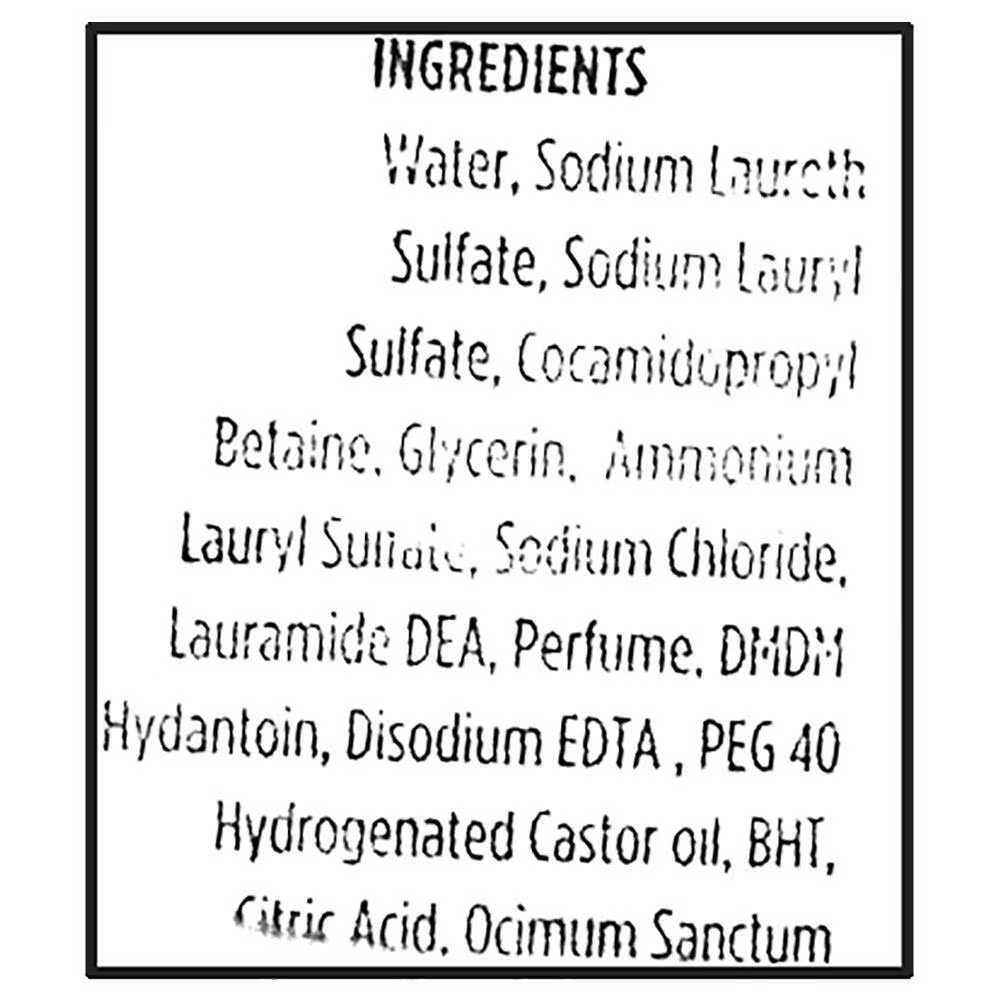 INGREDIENTS
Water, Sodium Laureth
Sulfate, Sodium Lauryl
Sulfate, Cocamidopropyl
Betaine, Glycerin, Ammonium
Lauryl Sulfate, Sodium Chloride,
Lauramide DEA, Perfume, DMDM
Hydantoin, Disodium EDTA , PEG 40
Hydrogenated Castor oil, BHT,
Citric Acid, Ocimum Sanctum